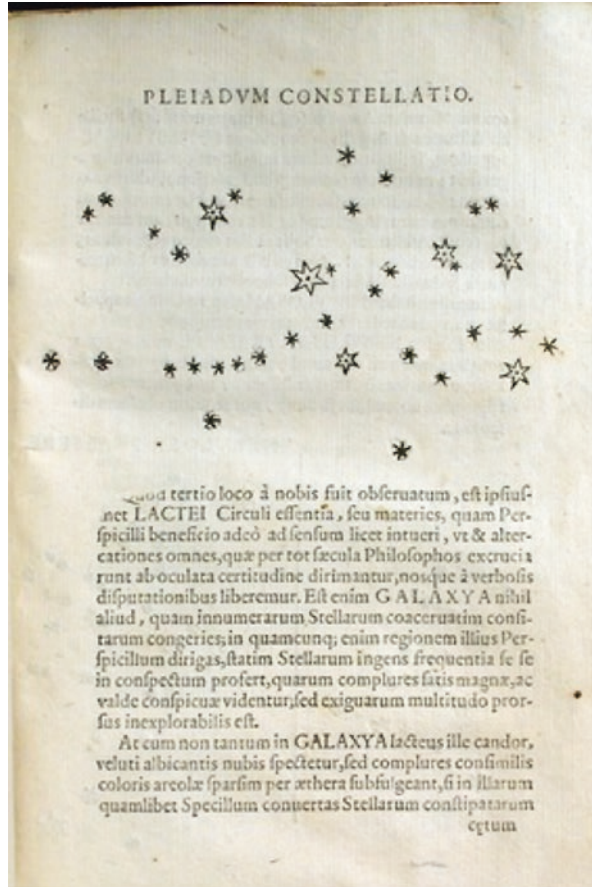 PLEIADVM CONSTELLATIO.
tertio loco à nobis fuit obſeruatum, eſt ipſiuſ-
met LACTEI Circuli eſſentia, ſeu materies, quam Per-
ſpicilli beneficio adeò ad ſenſum licet intueri, vt & alter-
cationes omnes, quæ per tot ſæcula Philoſophos excrucia
runt ab oculata certitudine dirimantur, noſque à verboſis
diſputationibus liberemur. Eſt enim GALAXYA nihil
aliud, quam innumerarum Stellarum coaceruatim conſi-
tarum congeries; in quamcunq; enim regionem illius Per-
ſpicillum dirigas, ſtatim Stellarum ingens frequentia ſe ſe
in conſpectum profert, quarum complures ſatis magnæ, ac
valde conſpicuæ videntur; ſed exiguarum multitudo pror-
ſus inexplorabilis eſt.
At cum non tantum in GALAXYA lacteus ille candor,
veluti albicantis nubis ſpectetur, ſed complures conſimilis
coloris areolæ ſparſim per æthera ſubfulgeant, ſi in illarum
quamlibet Specillum conuertas Stellarum conſtipatarum
cętum